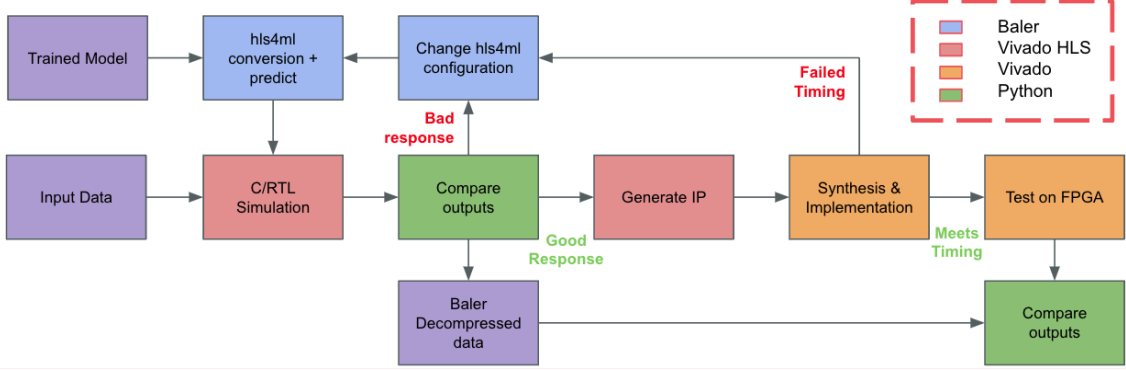 Trained Model
hls4ml
conversion +
predict
Change hls4ml
configuration
Failed
Timing
Baler
Vivado HLS
Vivado
Python
Bad
response
Input Data
C/RTL
Simulation
Compare
outputs
Generate IP
Synthesis &
Implementation
Test on FPGA
Good
Response
Meets
Timing
Baler
Decompressed
data
Compare
outputs